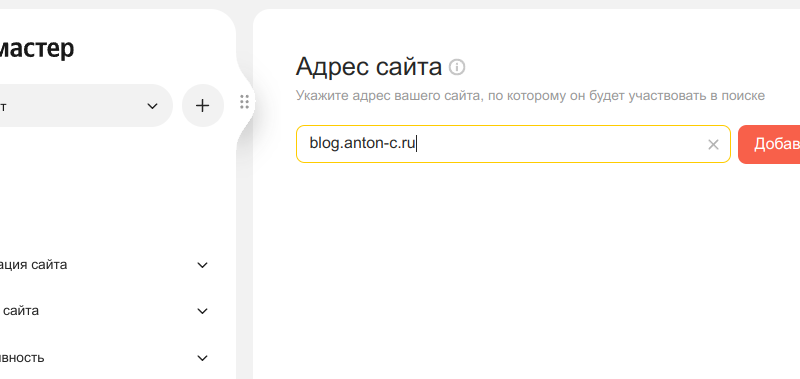 мастер
Адрес сайта
Укажите адрес вашего сайта, по которому он будет участвовать в поиске
т
blog.anton-c.ru
Добав
ация сайта
сайта
вность